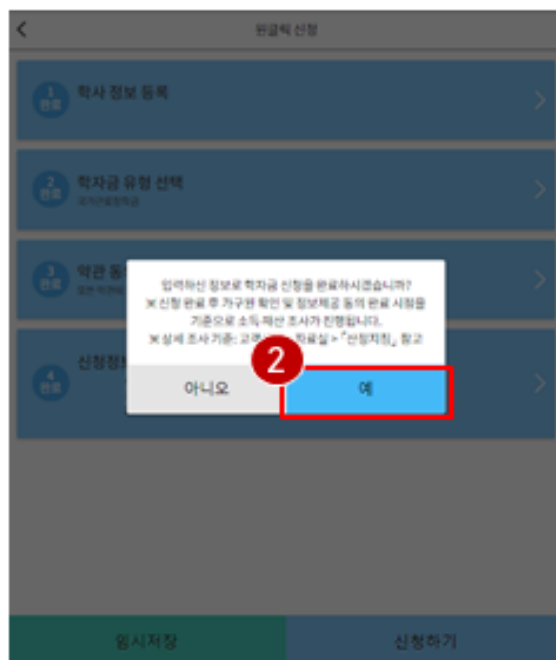 원클릭 신청
1
완료
학사 정보 등록
2
완료
학자금 유형 선택
국가근로장학금
3
완료
약관 동
4
완료
신청정보
입력하신 정보로 학자금 신청을 완료하시겠습니까?
※ 신청 완료 후 가구원 확인 및 정보제공 동의 완료 시점을
기준으로 소득·재산 조사가 진행됩니다.
※ 상세 조사 기준: 고객 자료실 > 「산정지침」 참고
2
아니오
예
임시저장
신청하기